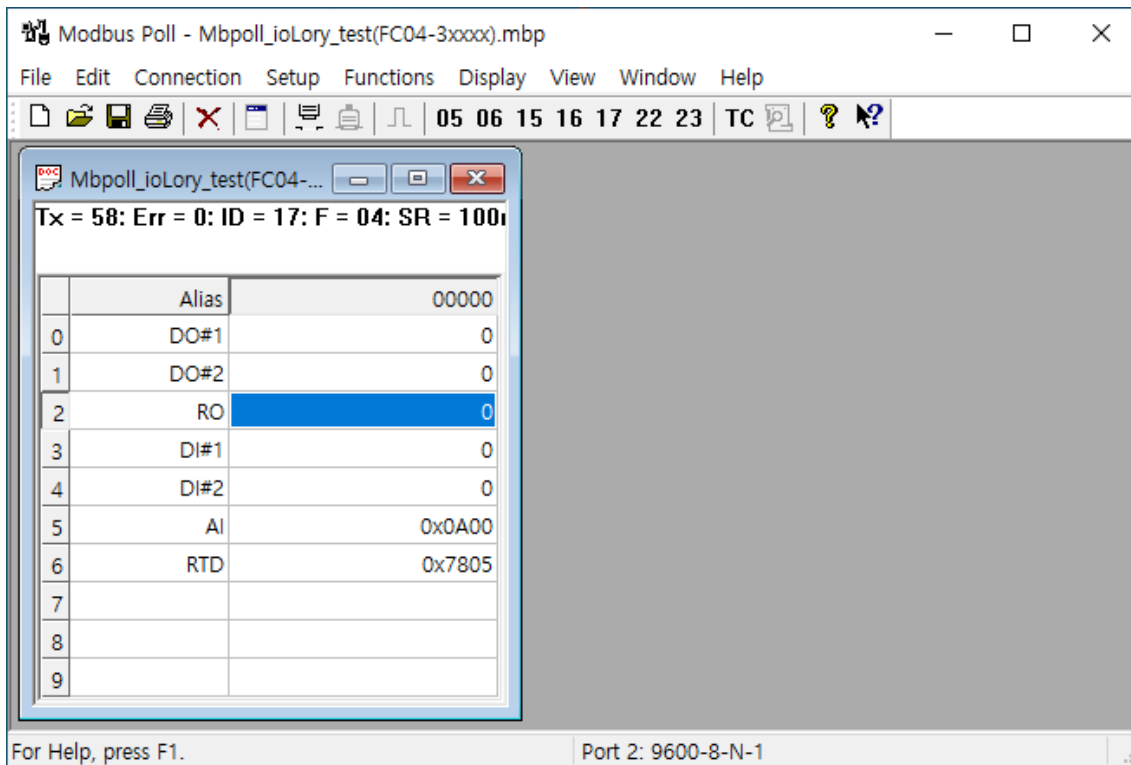 Modbus Poll - Mbpoll_ioLory_test(FC04-3xxxx).mbp
File Edit Connection Setup Functions Display View Window Help
05 06 15 16 17 22 23 TC
Mbpoll_ioLory_test(FC04-...
Tx = 58: Err = 0: ID = 17: F = 04: SR = 100
Alias 00000
0 DO#1 0
1 DO#2 0
2 RO 0
3 DI#1 0
4 DI#2 0
5 AI 0x0A00
6 RTD 0x7805
7
8
9
For Help, press F1. Port 2: 9600-8-N-1